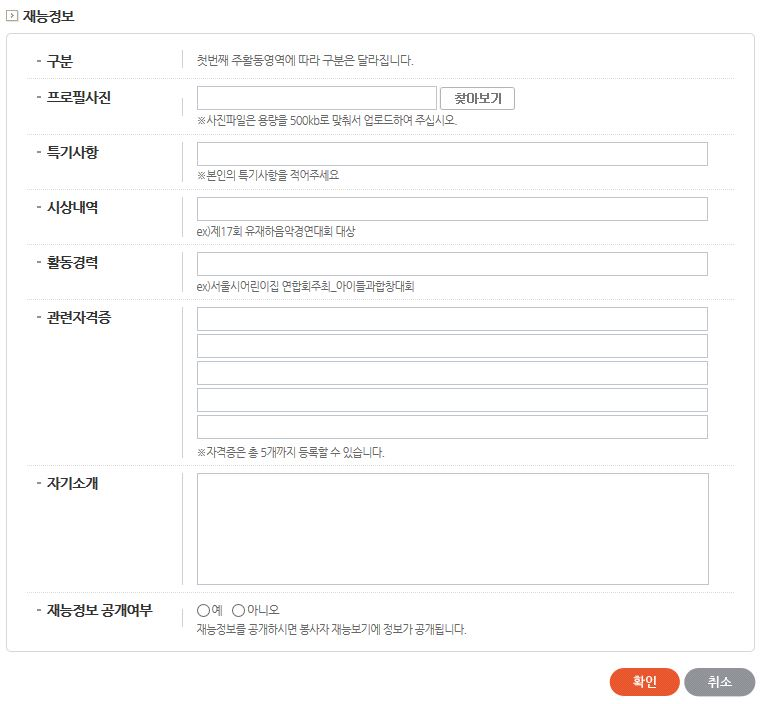 재능정보
- 구분 첫번째 주활동영역에 따라 구분은 달라집니다.
- 프로필사진 찾아보기
※사진파일은 용량을 500kb로 맞춰서 업로드하여 주십시오.
- 특기사항
※본인의 특기사항을 적어주세요
- 시상내역
ex)제17회 유재하음악경연대회 대상
- 활동경력
ex)서울시어린이집 연합회주최_아이들과합창대회
- 관련자격증
※자격증은 총 5개까지 등록할 수 있습니다.
- 자기소개
- 재능정보 공개여부 예 아니오
재능정보를 공개하시면 봉사자 재능보기에 정보가 공개됩니다.
확인 취소